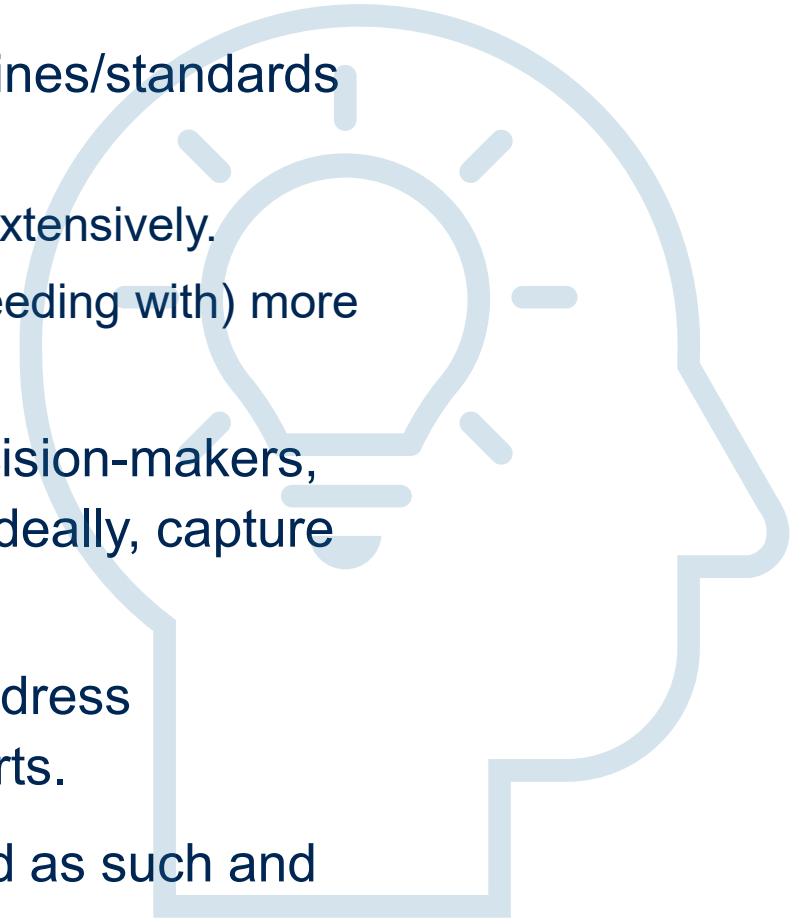 ines/standards
xtensively.
eeding with) more
ision-makers,
deally, capture
dress
rts.
d as such and